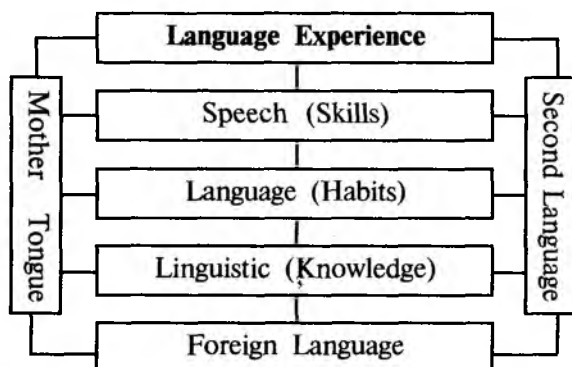 Language Experience
Mother Tongue
Speech (Skills)
Language (Habits)
Linguistic (Knowledge)
Foreign Language
Second Language